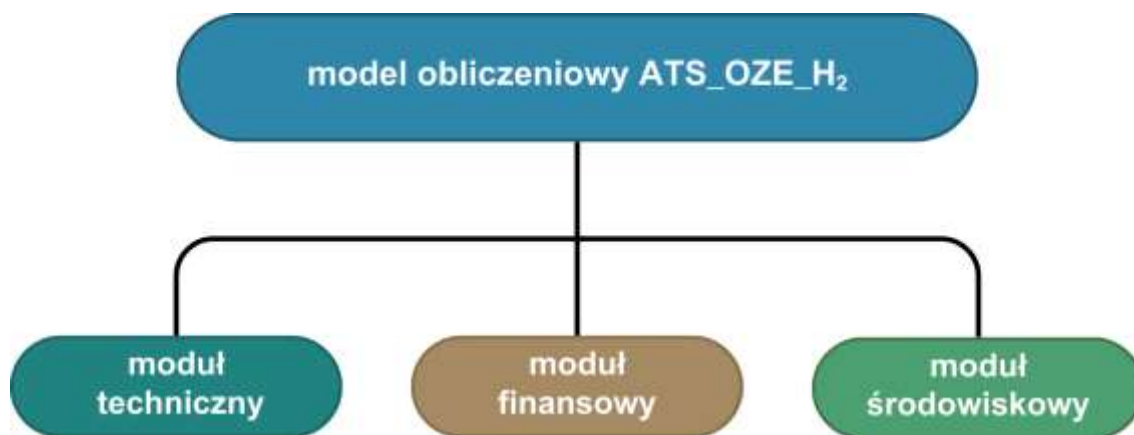 model obliczeniowy ATS_OZE_H₂
moduł
techniczny
moduł
finansowy
moduł
środowiskowy